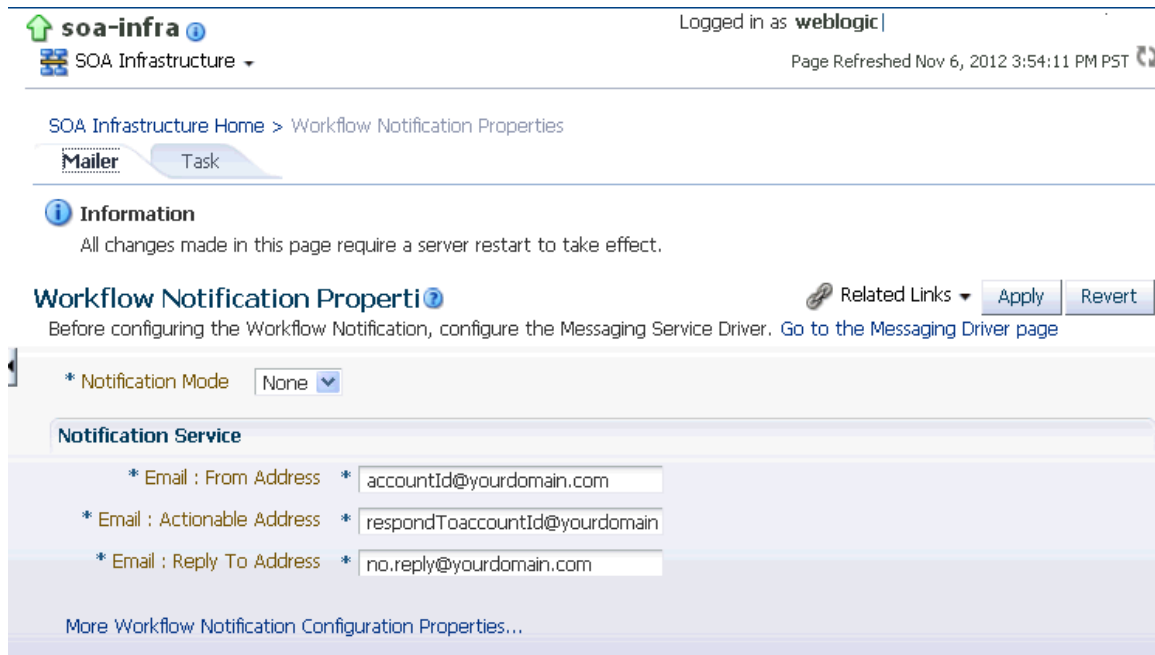 soa-infra
Logged in as weblogic|
SOA Infrastructure
Page Refreshed Nov 6, 2012 3:54:11 PM PST
SOA Infrastructure Home > Workflow Notification Properties
Mailer Task
Information
All changes made in this page require a server restart to take effect.
Workflow Notification Properti
Related Links Apply Revert
Before configuring the Workflow Notification, configure the Messaging Service Driver. Go to the Messaging Driver page
* Notification Mode None
Notification Service
* Email : From Address * accountId@yourdomain.com
* Email : Actionable Address * respondToaccountId@yourdomain
* Email : Reply To Address * no.reply@yourdomain.com
More Workflow Notification Configuration Properties...